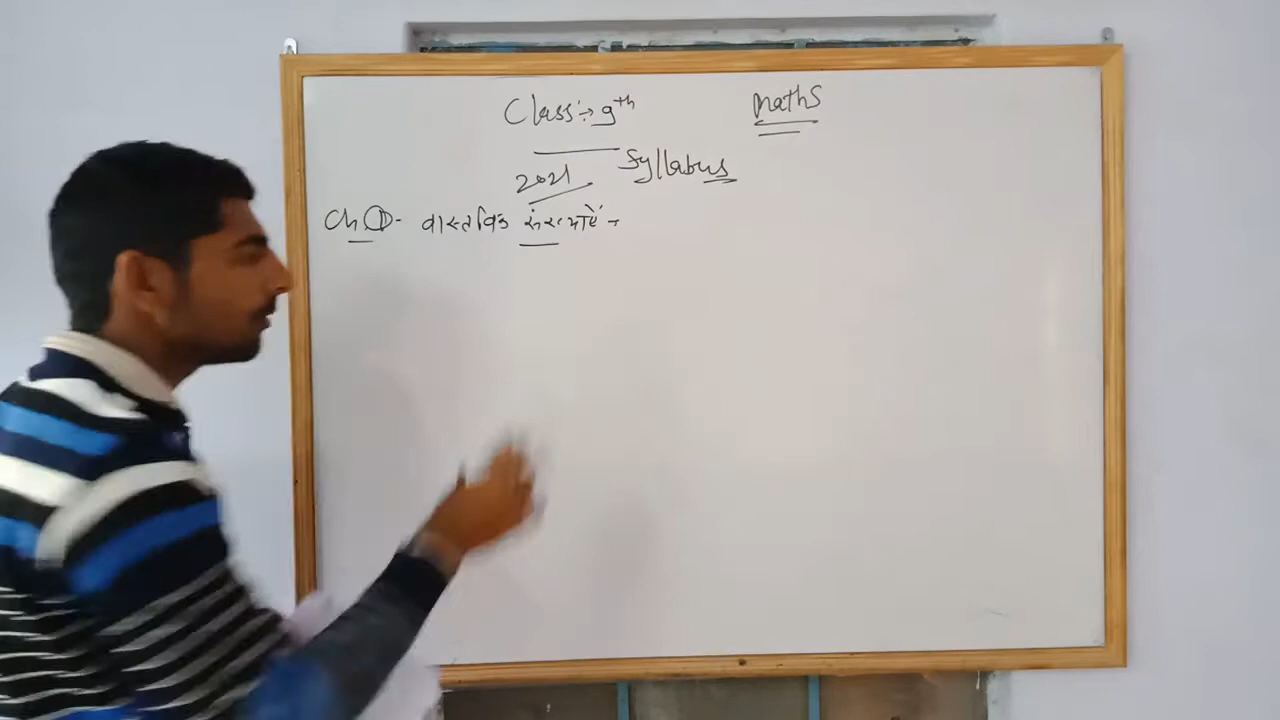 Class :→ 9th Maths
2021 Syllabus
Ch ① - वास्तविक संख्याऐं -